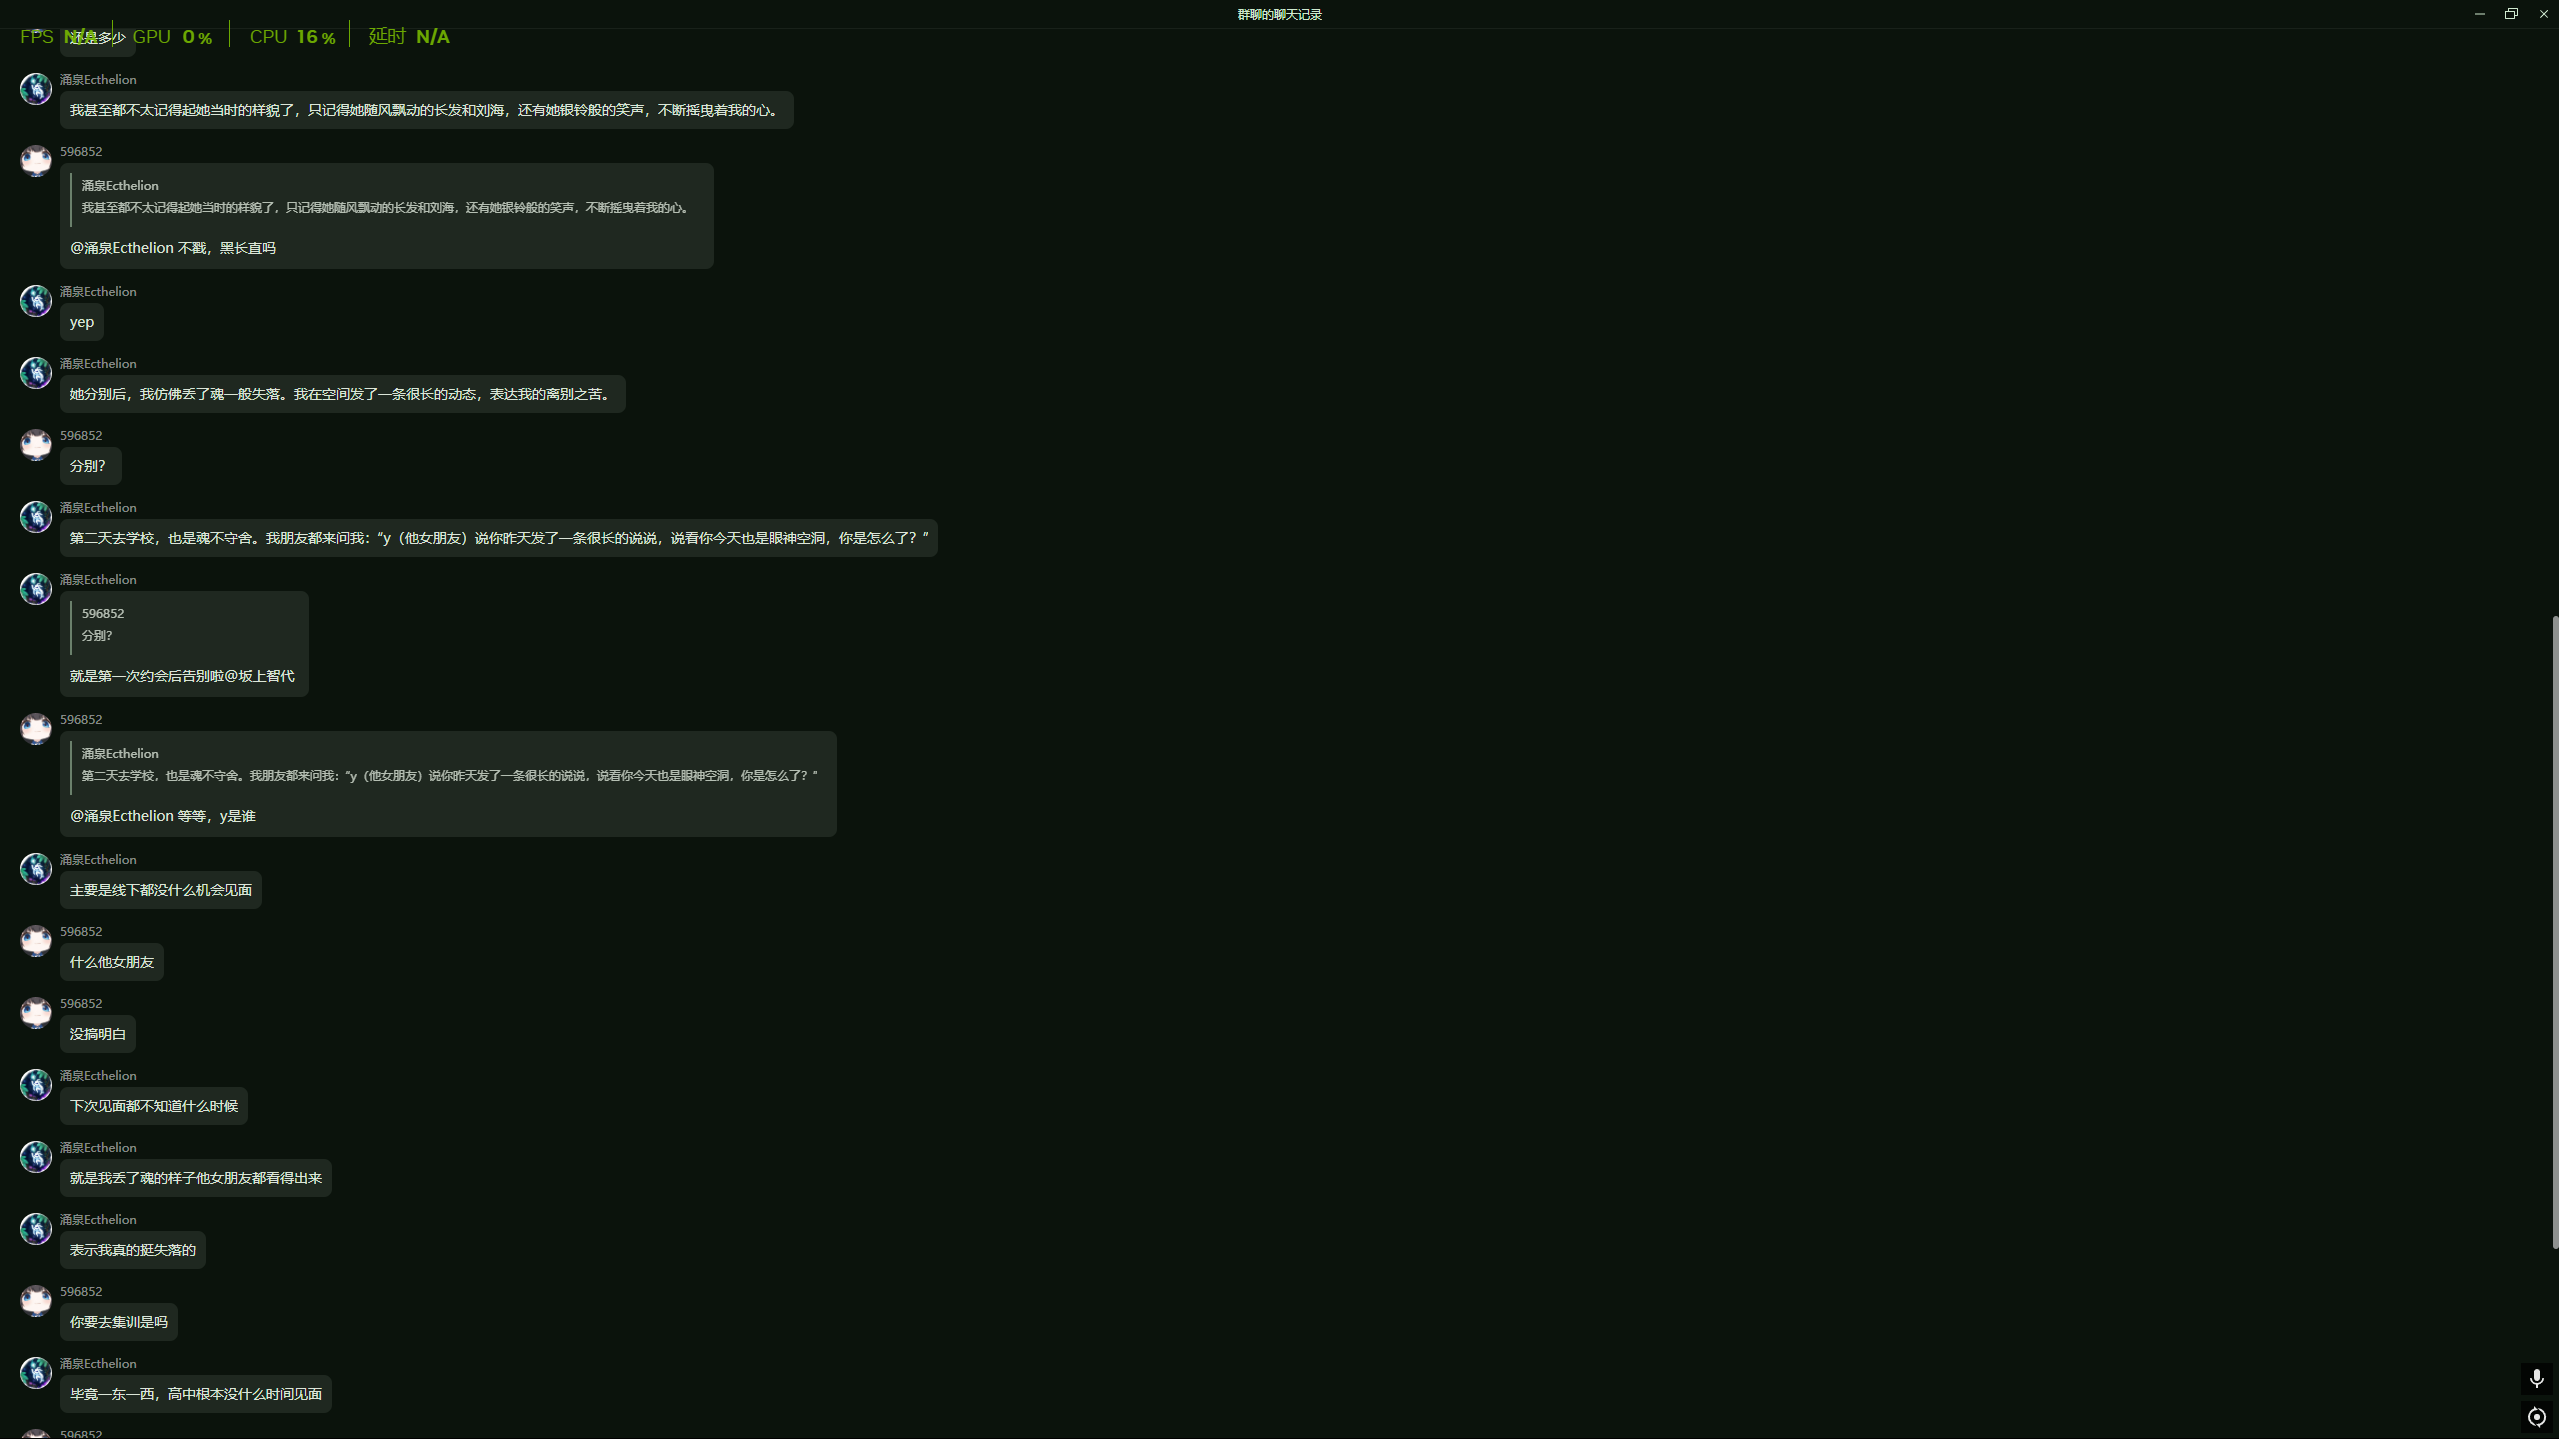 群聊的聊天记录
FPS N/A GPU 0 % CPU 16 % 延时 N/A
还是多少
涌泉Ecthelion
我甚至都不太记得起她当时的样貌了，只记得她随风飘动的长发和刘海，还有她银铃般的笑声，不断摇曳着我的心。
596852
涌泉Ecthelion
我甚至都不太记得起她当时的样貌了，只记得她随风飘动的长发和刘海，还有她银铃般的笑声，不断摇曳着我的心。
@涌泉Ecthelion 不戳，黑长直吗
涌泉Ecthelion
yep
涌泉Ecthelion
她分别后，我仿佛丢了魂一般失落。我在空间发了一条很长的动态，表达我的离别之苦。
596852
分别？
涌泉Ecthelion
第二天去学校，也是魂不守舍。我朋友都来问我：“y（他女朋友）说你昨天发了一条很长的说说，说看你今天也是眼神空洞，你是怎么了？”
涌泉Ecthelion
596852
分别？
就是第一次约会后告别啦@坂上智代
596852
涌泉Ecthelion
第二天去学校，也是魂不守舍。我朋友都来问我：“y（他女朋友）说你昨天发了一条很长的说说，说看你今天也是眼神空洞，你是怎么了？”
@涌泉Ecthelion 等等，y是谁
涌泉Ecthelion
主要是线下都没什么机会见面
596852
什么他女朋友
596852
没搞明白
涌泉Ecthelion
下次见面都不知道什么时候
涌泉Ecthelion
就是我丢了魂的样子他女朋友都看得出来
涌泉Ecthelion
表示我真的挺失落的
596852
你要去集训是吗
涌泉Ecthelion
毕竟一东一西，高中根本没什么时间见面
596852